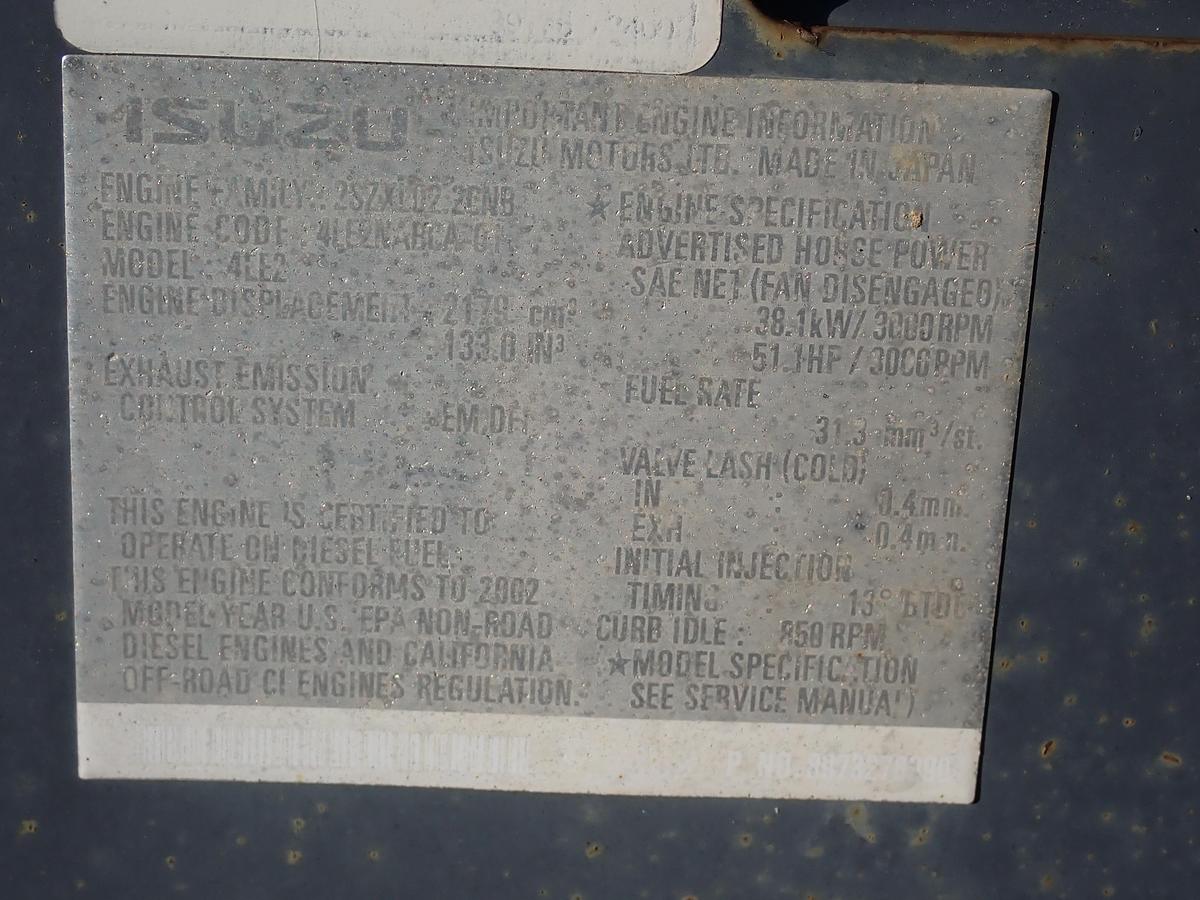 ISUZU
IMPORTANT ENGINE INFORMATION
ISUZU MOTORS LTD. MADE IN JAPAN
ENGINE FAMILY :
ENGINE CODE :
MODEL : 4LE2
ENGINE DISPLACEMENT : 2179 cm³
: 133.0 IN³
EXHAUST EMISSION
CONTROL SYSTEM : EM,DFI
THIS ENGINE IS CERTIFIED TO
OPERATE ON DIESEL FUEL.
THIS ENGINE CONFORMS TO 2002
MODEL YEAR U.S. EPA NON-ROAD
DIESEL ENGINES AND CALIFORNIA
OFF-ROAD CI ENGINES REGULATION.
★ENGINE SPECIFICATION
ADVERTISED HORSE POWER
SAE NET (FAN DISENGAGED)
38.1kW/3000RPM
51.1HP/3000RPM
FUEL RATE
31.3 mm³/st.
VALVE LASH (COLD)
IN 0.4mm.
EXH 0.4mm.
INITIAL INJECTION
TIMING 13° BTDC
CURB IDLE : 850 RPM
★MODEL SPECIFICATION
SEE SERVICE MANUAL)